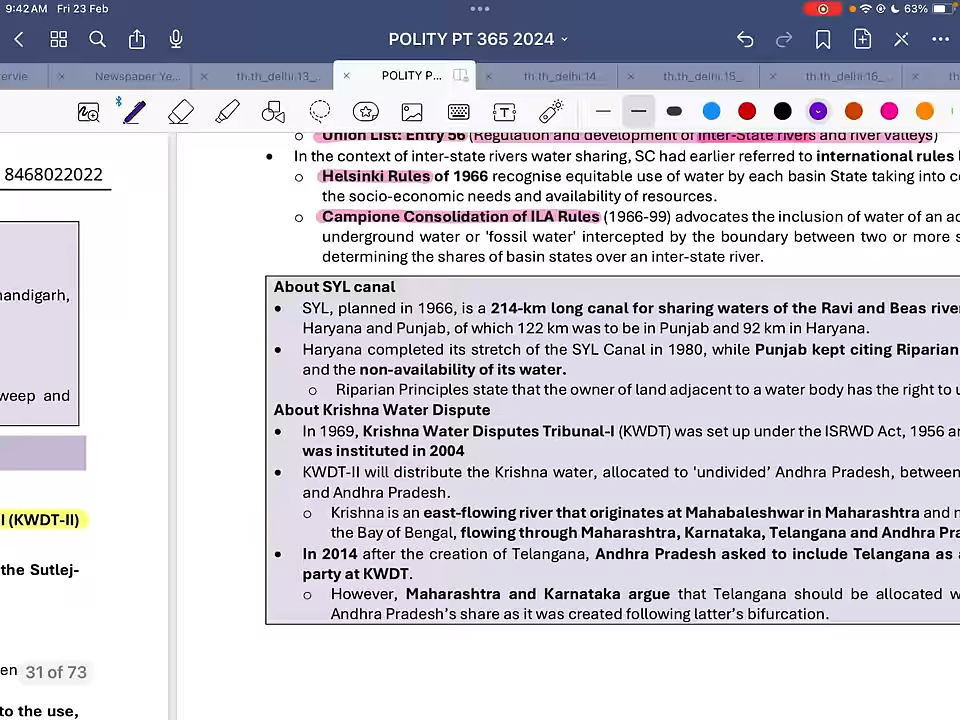 9:42 AM Fri 23 Feb
63%
POLITY PT 365 2024
ervie
Newspaper Ye...
th.th_delhi.13_...
POLITY P...
th.th_delhi.14...
th.th_delhi.15_...
th.th_delhi.16_...
th
8468022022
handigarh,
weep and
I (KWDT-II)
the Sutlej-
en 31 of 73
to the use,
o Union List: Entry 56 (Regulation and development of inter-State rivers and river valleys)
• In the context of inter-state rivers water sharing, SC had earlier referred to international rules
o Helsinki Rules of 1966 recognise equitable use of water by each basin State taking into c
the socio-economic needs and availability of resources.
o Campione Consolidation of ILA Rules (1966-99) advocates the inclusion of water of an a
underground water or 'fossil water' intercepted by the boundary between two or more s
determining the shares of basin states over an inter-state river.
About SYL canal
• SYL, planned in 1966, is a 214-km long canal for sharing waters of the Ravi and Beas rive
Haryana and Punjab, of which 122 km was to be in Punjab and 92 km in Haryana.
• Haryana completed its stretch of the SYL Canal in 1980, while Punjab kept citing Riparian
and the non-availability of its water.
o Riparian Principles state that the owner of land adjacent to a water body has the right to u
About Krishna Water Dispute
• In 1969, Krishna Water Disputes Tribunal-I (KWDT) was set up under the ISRWD Act, 1956 a
was instituted in 2004
• KWDT-II will distribute the Krishna water, allocated to 'undivided' Andhra Pradesh, between
and Andhra Pradesh.
o Krishna is an east-flowing river that originates at Mahabaleshwar in Maharashtra and
the Bay of Bengal, flowing through Maharashtra, Karnataka, Telangana and Andhra Pra
• In 2014 after the creation of Telangana, Andhra Pradesh asked to include Telangana as
party at KWDT.
o However, Maharashtra and Karnataka argue that Telangana should be allocated w
Andhra Pradesh's share as it was created following latter's bifurcation.